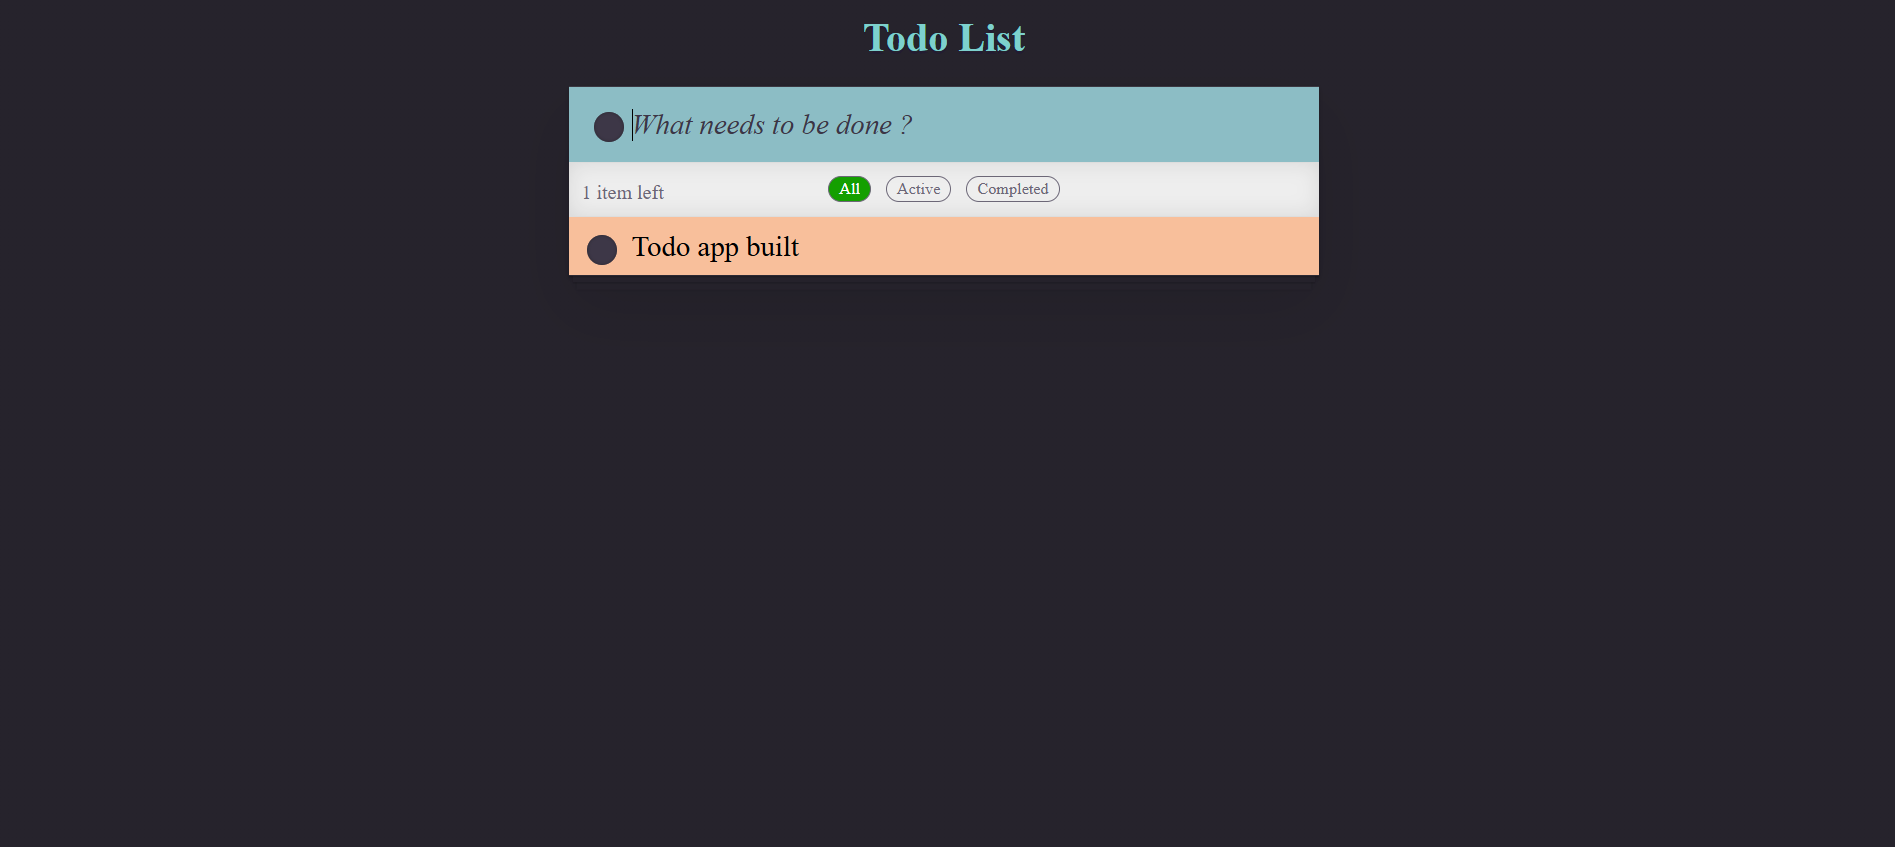 Todo List
What needs to be done ?
1 item left All Active Completed
Todo app built